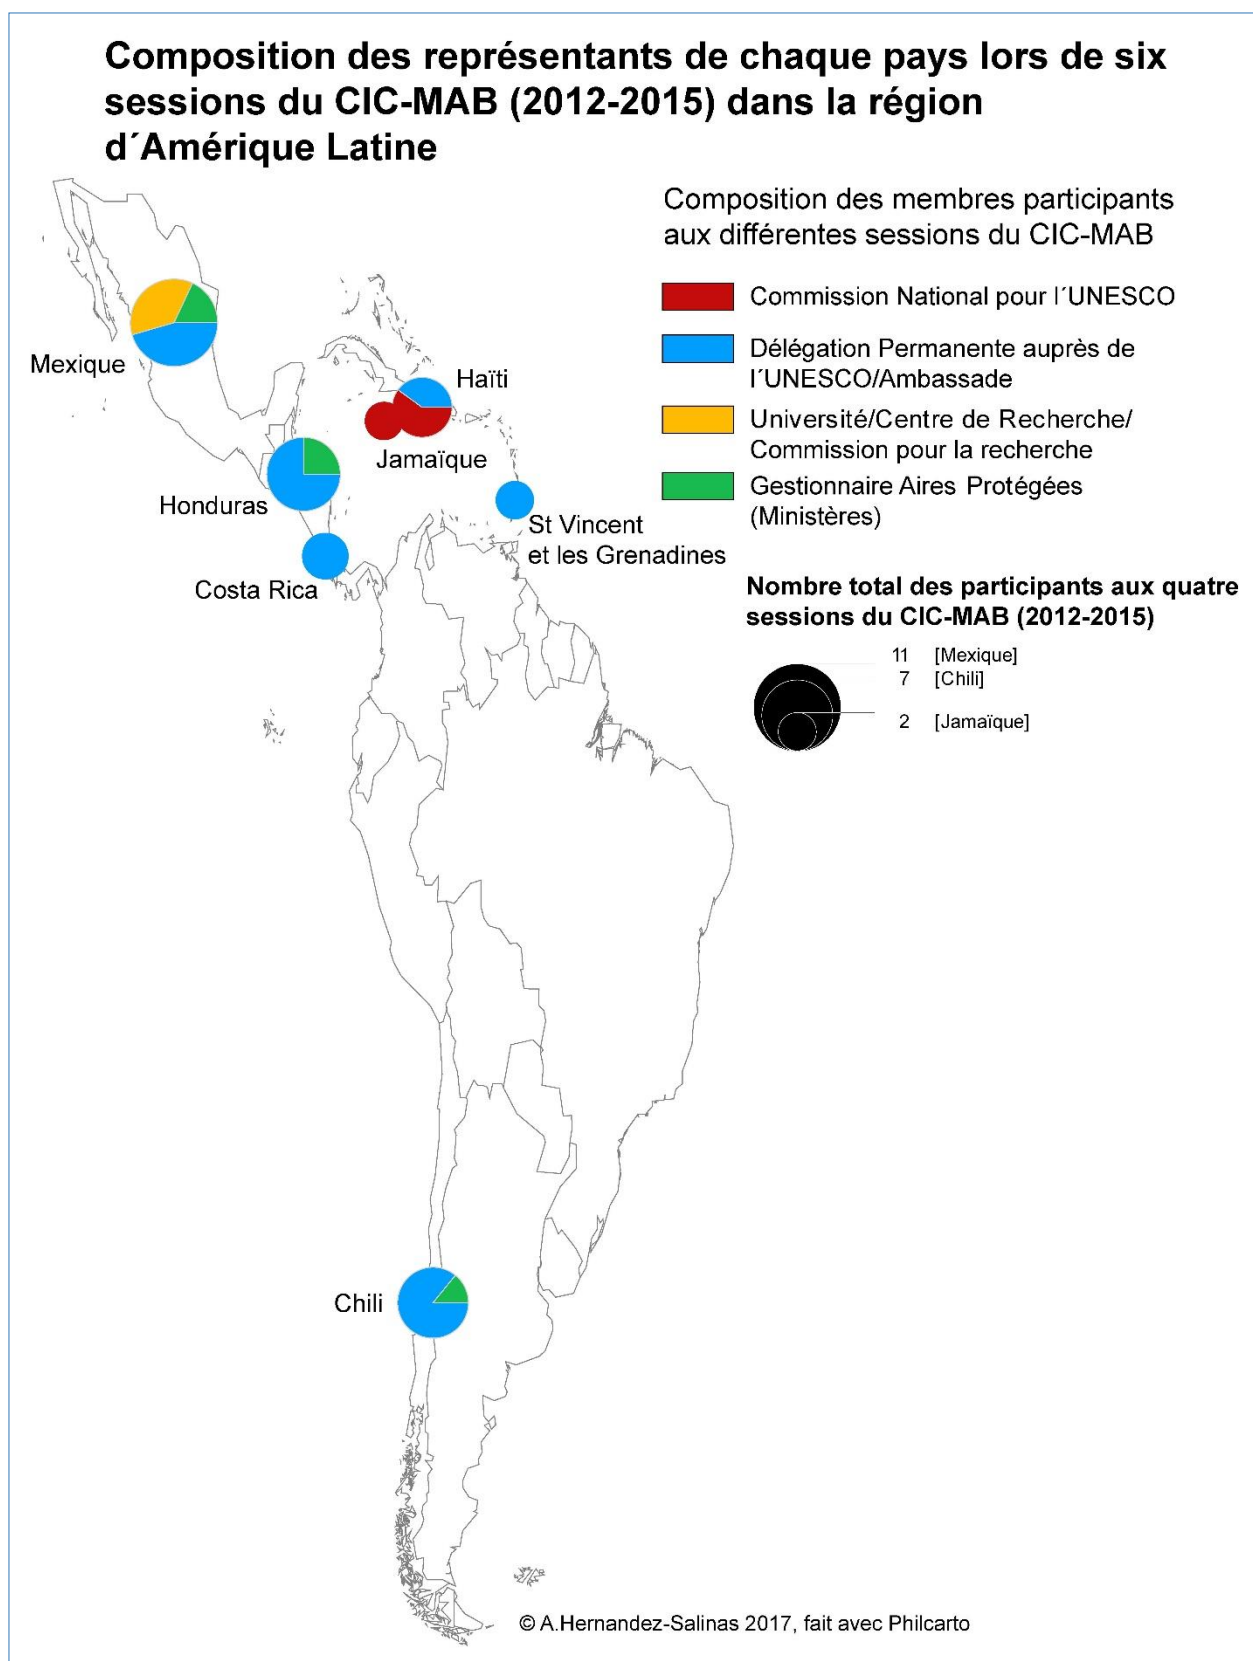 Composition des représentants de chaque pays lors de six
sessions du CIC-MAB (2012-2015) dans la région
d´Amérique Latine
Composition des membres participants
aux différentes sessions du CIC-MAB
Commission National pour l´UNESCO
Délégation Permanente auprès de
l´UNESCO/Ambassade
Université/Centre de Recherche/
Commission pour la recherche
Gestionnaire Aires Protégées
(Ministères)
Mexique
Haïti
Jamaïque
Honduras
St Vincent
et les Grenadines
Costa Rica
Nombre total des participants aux quatre
sessions du CIC-MAB (2012-2015)
11 [Mexique]
7 [Chili]
2 [Jamaïque]
Chili
© A.Hernandez-Salinas 2017, fait avec Philcarto